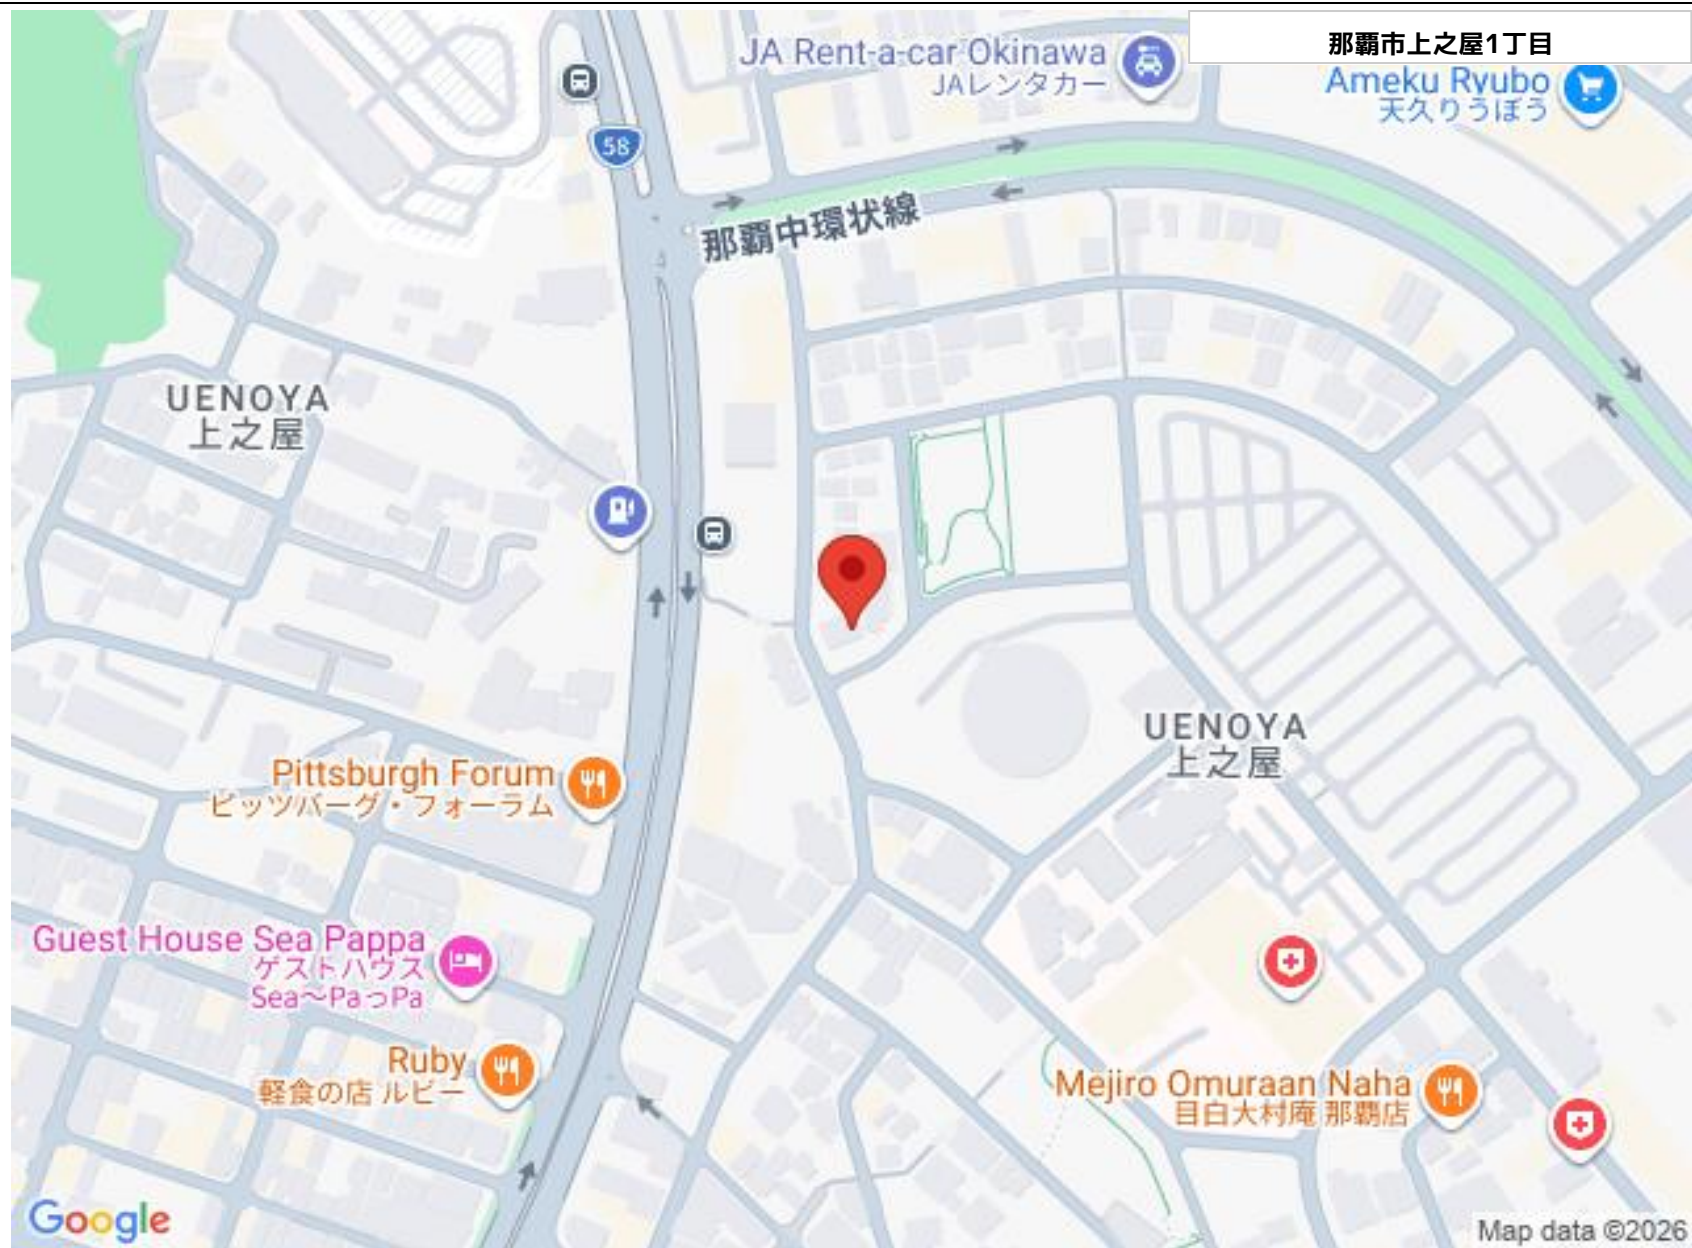 那覇市上之屋1丁目
JA Rent-a-car Okinawa
JAレンタカー
Ameku Ryubo
天久りうぼう
58
那覇中環状線
UENOYA
上之屋
UENOYA
上之屋
Pittsburgh Forum
ピッツバーグ・フォーラム
Guest House Sea Pappa
ゲストハウス
Sea〜PaっPa
Ruby
軽食の店 ルビー
Mejiro Omuraan Naha
目白大村庵 那覇店
Google
Map data ©2026